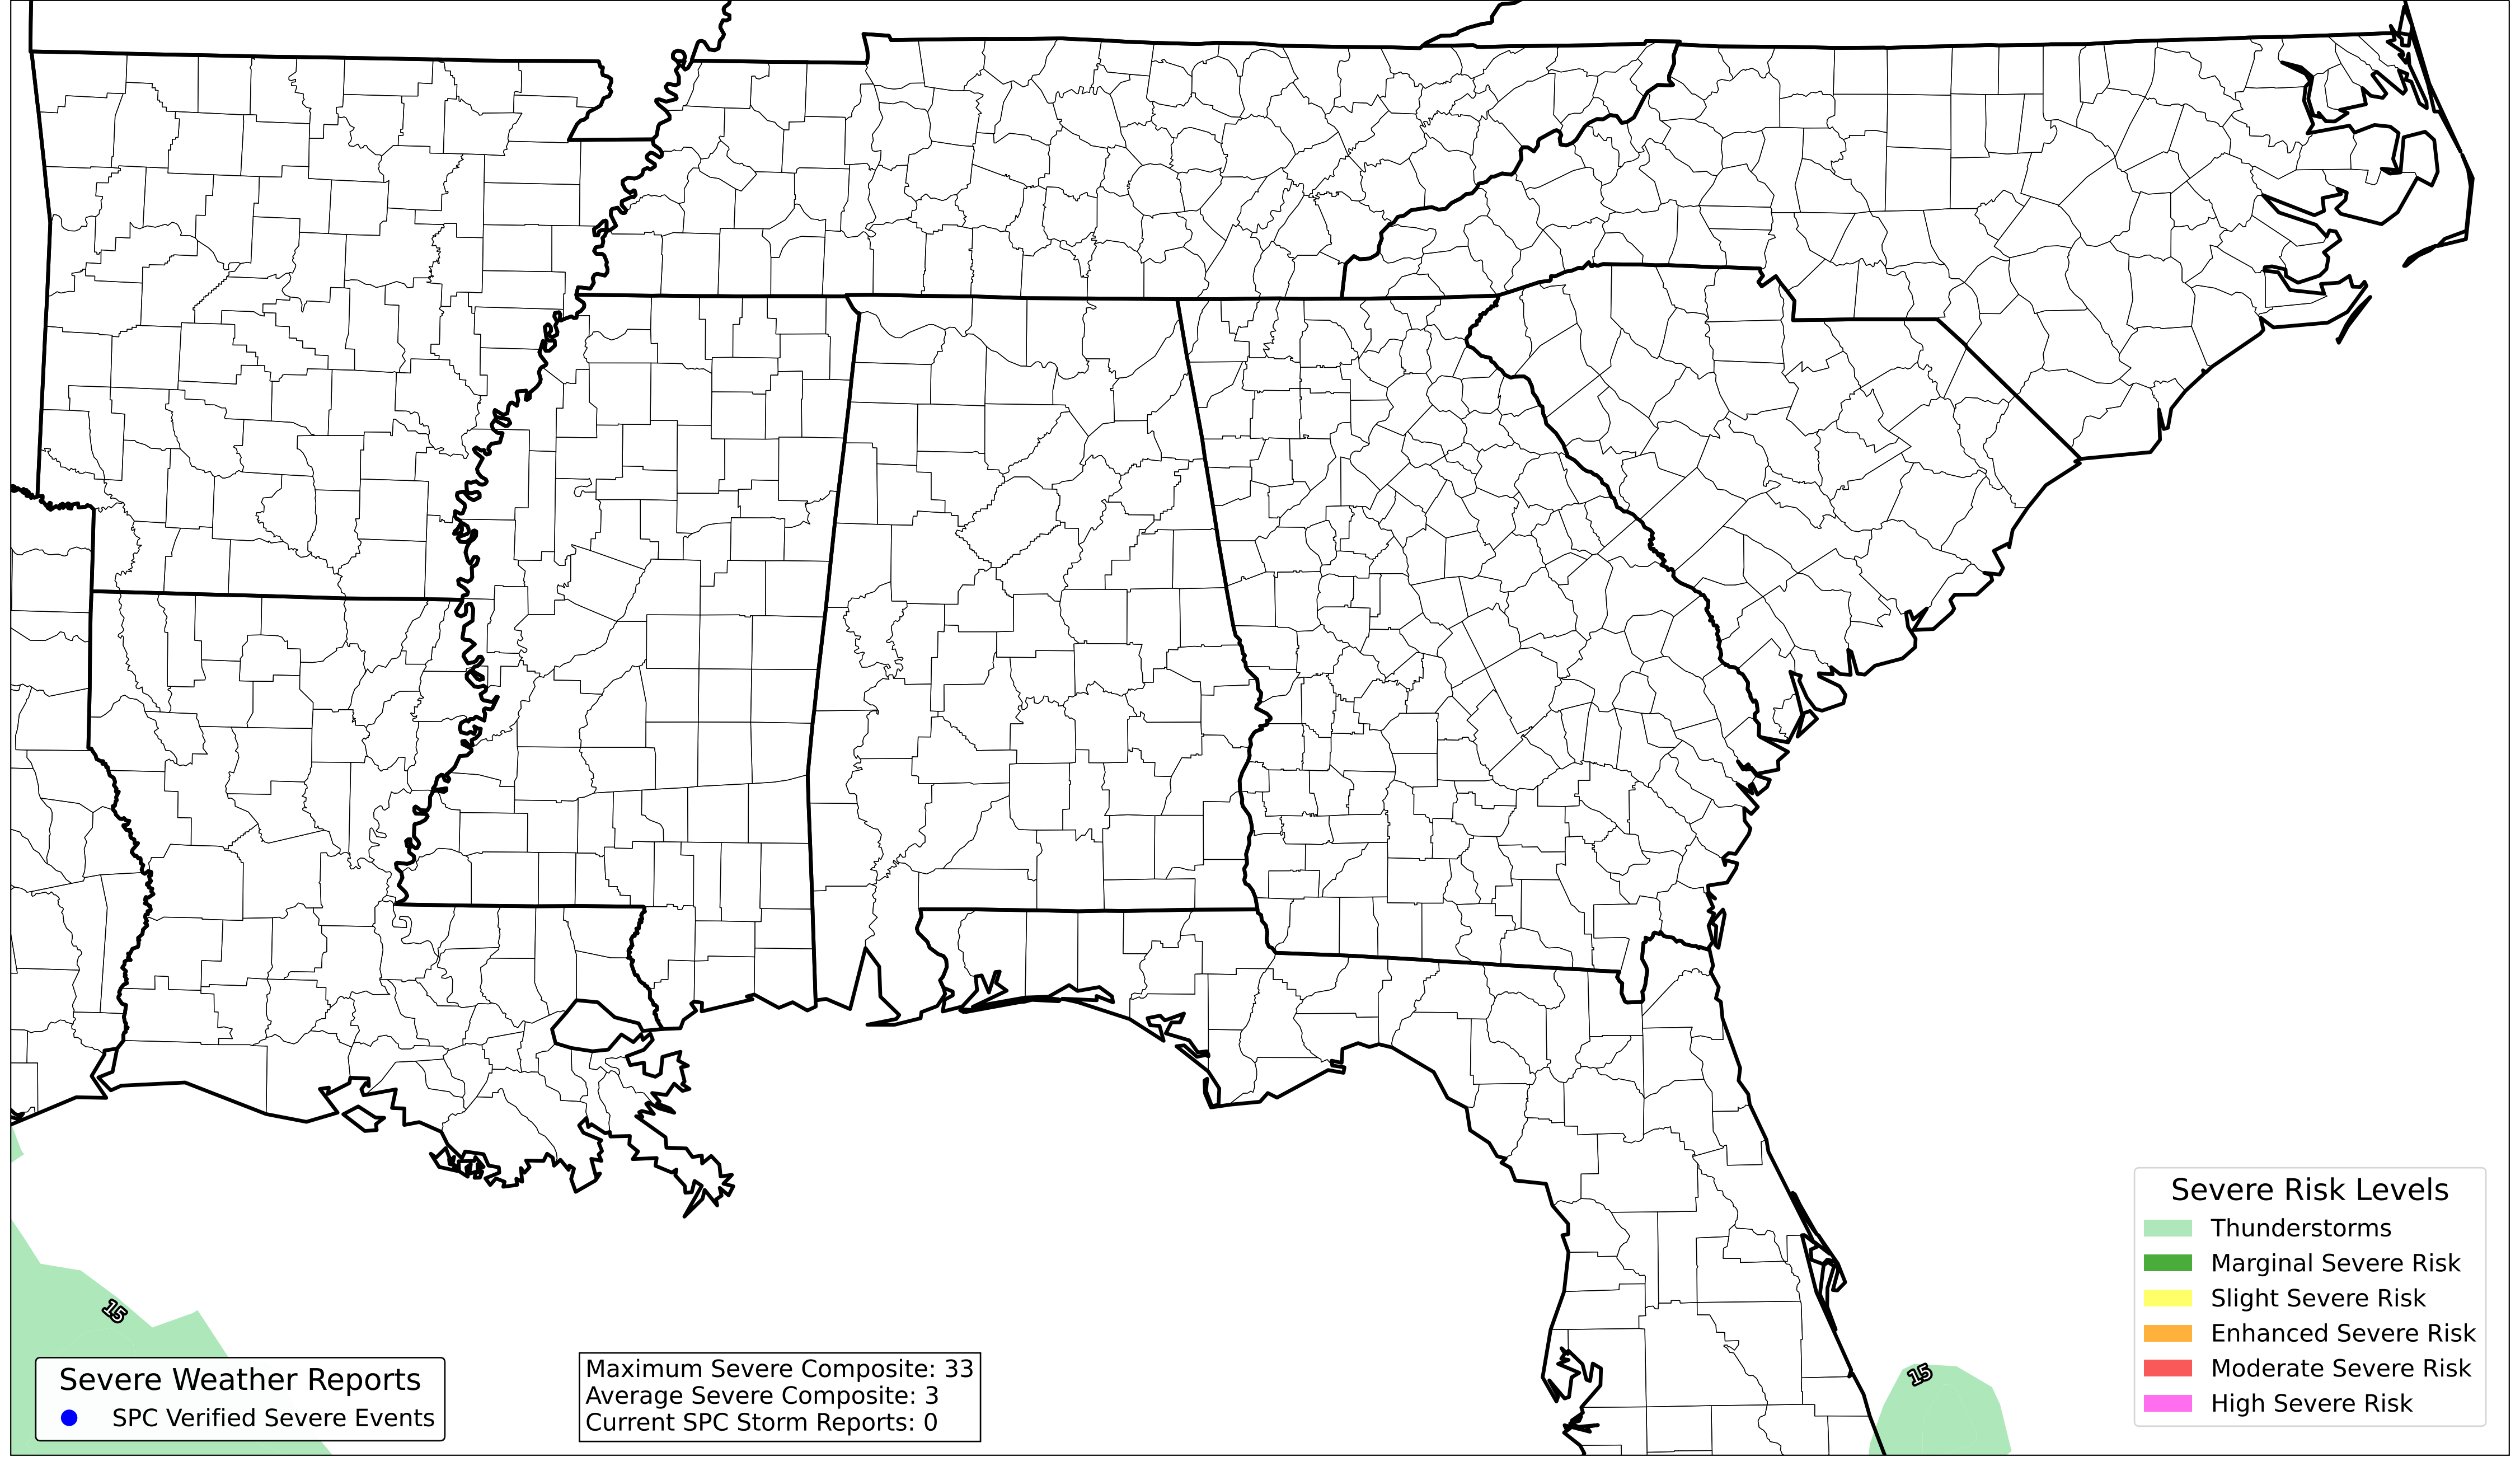 Severe Risk Levels
Thunderstorms
Marginal Severe Risk
Slight Severe Risk
Enhanced Severe Risk
Moderate Severe Risk
High Severe Risk
15
Severe Weather Reports
SPC Verified Severe Events
Maximum Severe Composite: 33
Average Severe Composite: 3
Current SPC Storm Reports: 0
15